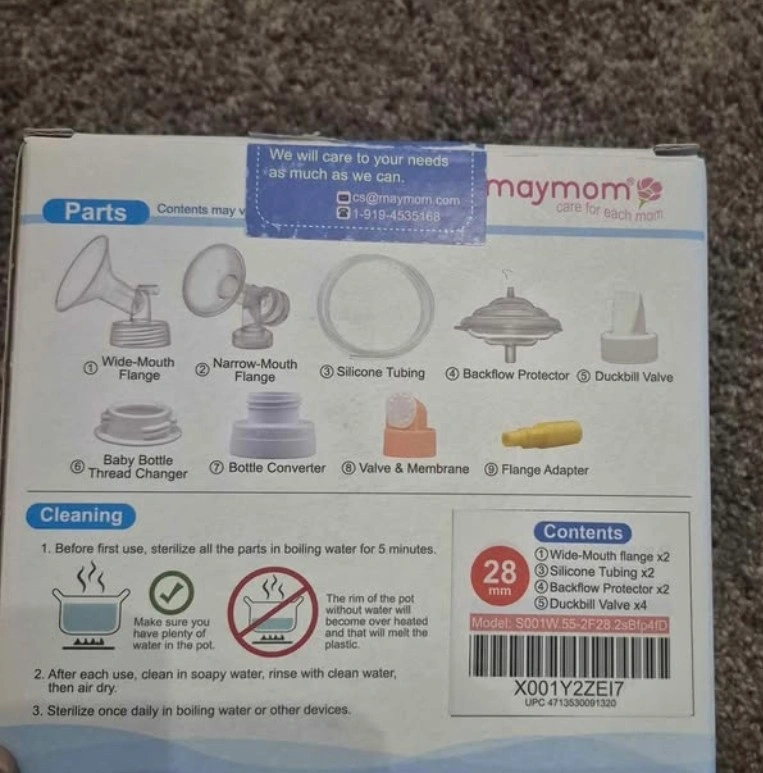 We will care to your needs
as much as we can.
cs@maymom.com
1-919-4535168
maymom®
care for each mom
Parts
Contents may v
① Wide-Mouth
Flange
② Narrow-Mouth
Flange
③ Silicone Tubing
④ Backflow Protector
⑤ Duckbill Valve
⑥ Baby Bottle
Thread Changer
⑦ Bottle Converter
⑧ Valve & Membrane
⑨ Flange Adapter
Cleaning
1. Before first use, sterilize all the parts in boiling water for 5 minutes.
Make sure you
have plenty of
water in the pot.
The rim of the pot
without water will
become over heated
and that will melt the
plastic.
2. After each use, clean in soapy water, rinse with clean water,
then air dry.
3. Sterilize once daily in boiling water or other devices.
Contents
28
mm
①Wide-Mouth flange x2
③Silicone Tubing x2
④Backflow Protector x2
⑤Duckbill Valve x4
Model: S001W.55-2F28.2sBfp4fD
X001Y2ZEI7
UPC 4713530091320